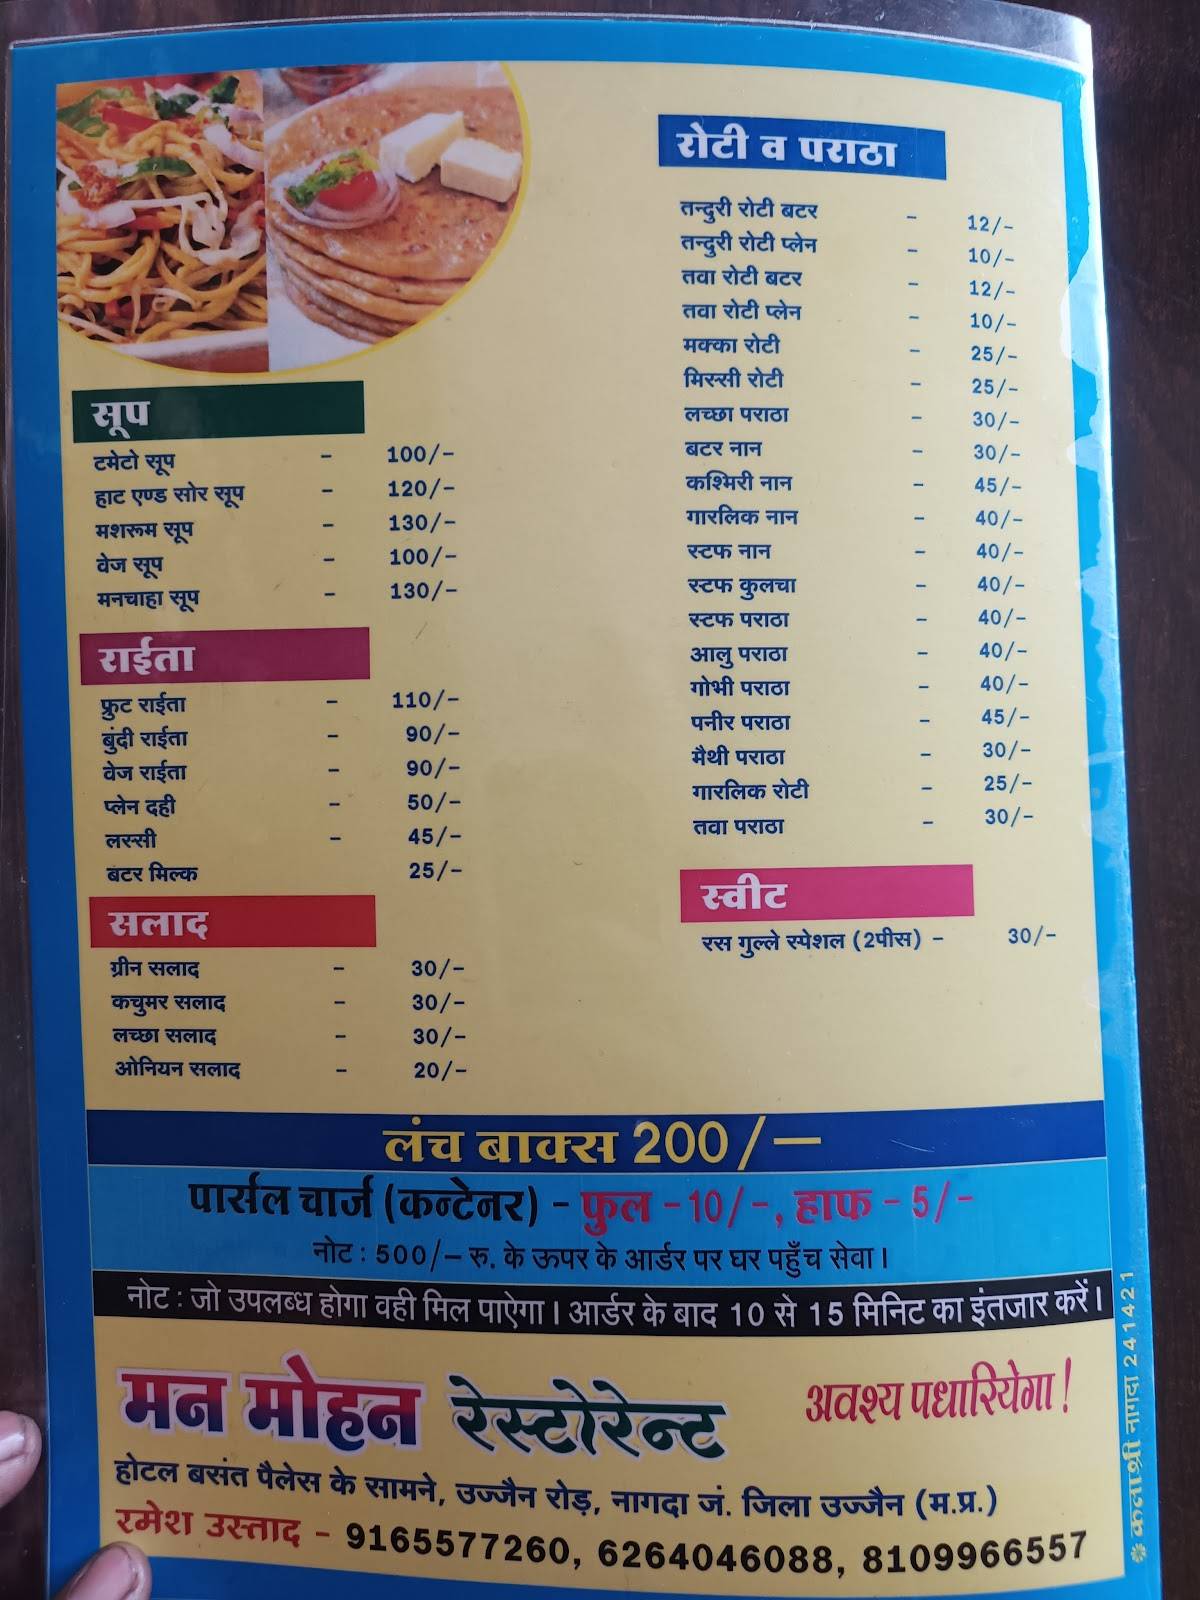 सूप
टमेटो सूप - 100/-
हाट एण्ड सोर सूप - 120/-
मशरूम सूप - 130/-
वेज सूप - 100/-
मनचाहा सूप - 130/-
राईता
फ्रुट राईता - 110/-
बुंदी राईता - 90/-
वेज राईता - 90/-
प्लेन दही - 50/-
लस्सी - 45/-
बटर मिल्क 25/-
सलाद
ग्रीन सलाद - 30/-
कचुमर सलाद - 30/-
लच्छा सलाद - 30/-
ओनियन सलाद - 20/-
रोटी व पराठा
तन्दुरी रोटी बटर - 12/-
तन्दुरी रोटी प्लेन - 10/-
तवा रोटी बटर - 12/-
तवा रोटी प्लेन - 10/-
मक्का रोटी - 25/-
मिस्सी रोटी - 25/-
लच्छा पराठा - 30/-
बटर नान - 30/-
कश्मिरी नान - 45/-
गारलिक नान - 40/-
स्टफ नान - 40/-
स्टफ कुलचा - 40/-
स्टफ पराठा - 40/-
आलु पराठा - 40/-
गोभी पराठा - 40/-
पनीर पराठा - 45/-
मैथी पराठा - 30/-
गारलिक रोटी - 25/-
तवा पराठा - 30/-
स्वीट
रस गुल्ले स्पेशल (2पीस) - 30/-
लंच बाक्स 200/-
पार्सल चार्ज (कन्टेनर) - फुल - 10/-, हाफ - 5/-
नोट : 500/- रु. के ऊपर के आर्डर पर घर पहुँच सेवा।
नोट : जो उपलब्ध होगा वही मिल पाऐगा। आर्डर के बाद 10 से 15 मिनिट का इंतजार करें।
मन मोहन रेस्टोरेन्ट अवश्य पधारियेगा!
होटल बसंत पैलेस के सामने, उज्जैन रोड़, नागदा जं. जिला उज्जैन (म.प्र.)
रमेश उस्ताद - 9165577260, 6264046088, 8109966557
कलाश्री नागदा 241421